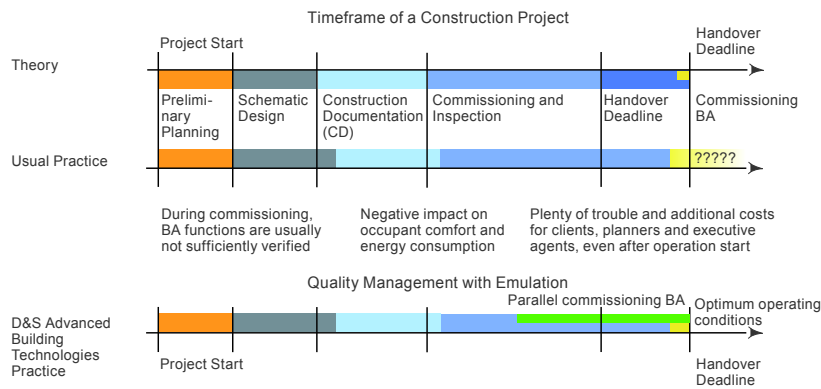 Timeframe of a Construction Project
Project Start
Handover
Deadline
Theory
Prelimi-
nary
Planning
Schematic
Design
Construction
Documentation
(CD)
Commissioning and
Inspection
Handover
Deadline
Commissioning
BA
Usual Practice
?????
During commissioning,
BA functions are usually
not sufficiently verified
Negative impact on
occupant comfort and
energy consumption
Plenty of trouble and additional costs
for clients, planners and executive
agents, even after operation start
Quality Management with Emulation
Parallel commissioning BA
Optimum operating
conditions
D&S Advanced
Building
Technologies
Practice
Project Start
Handover
Deadline